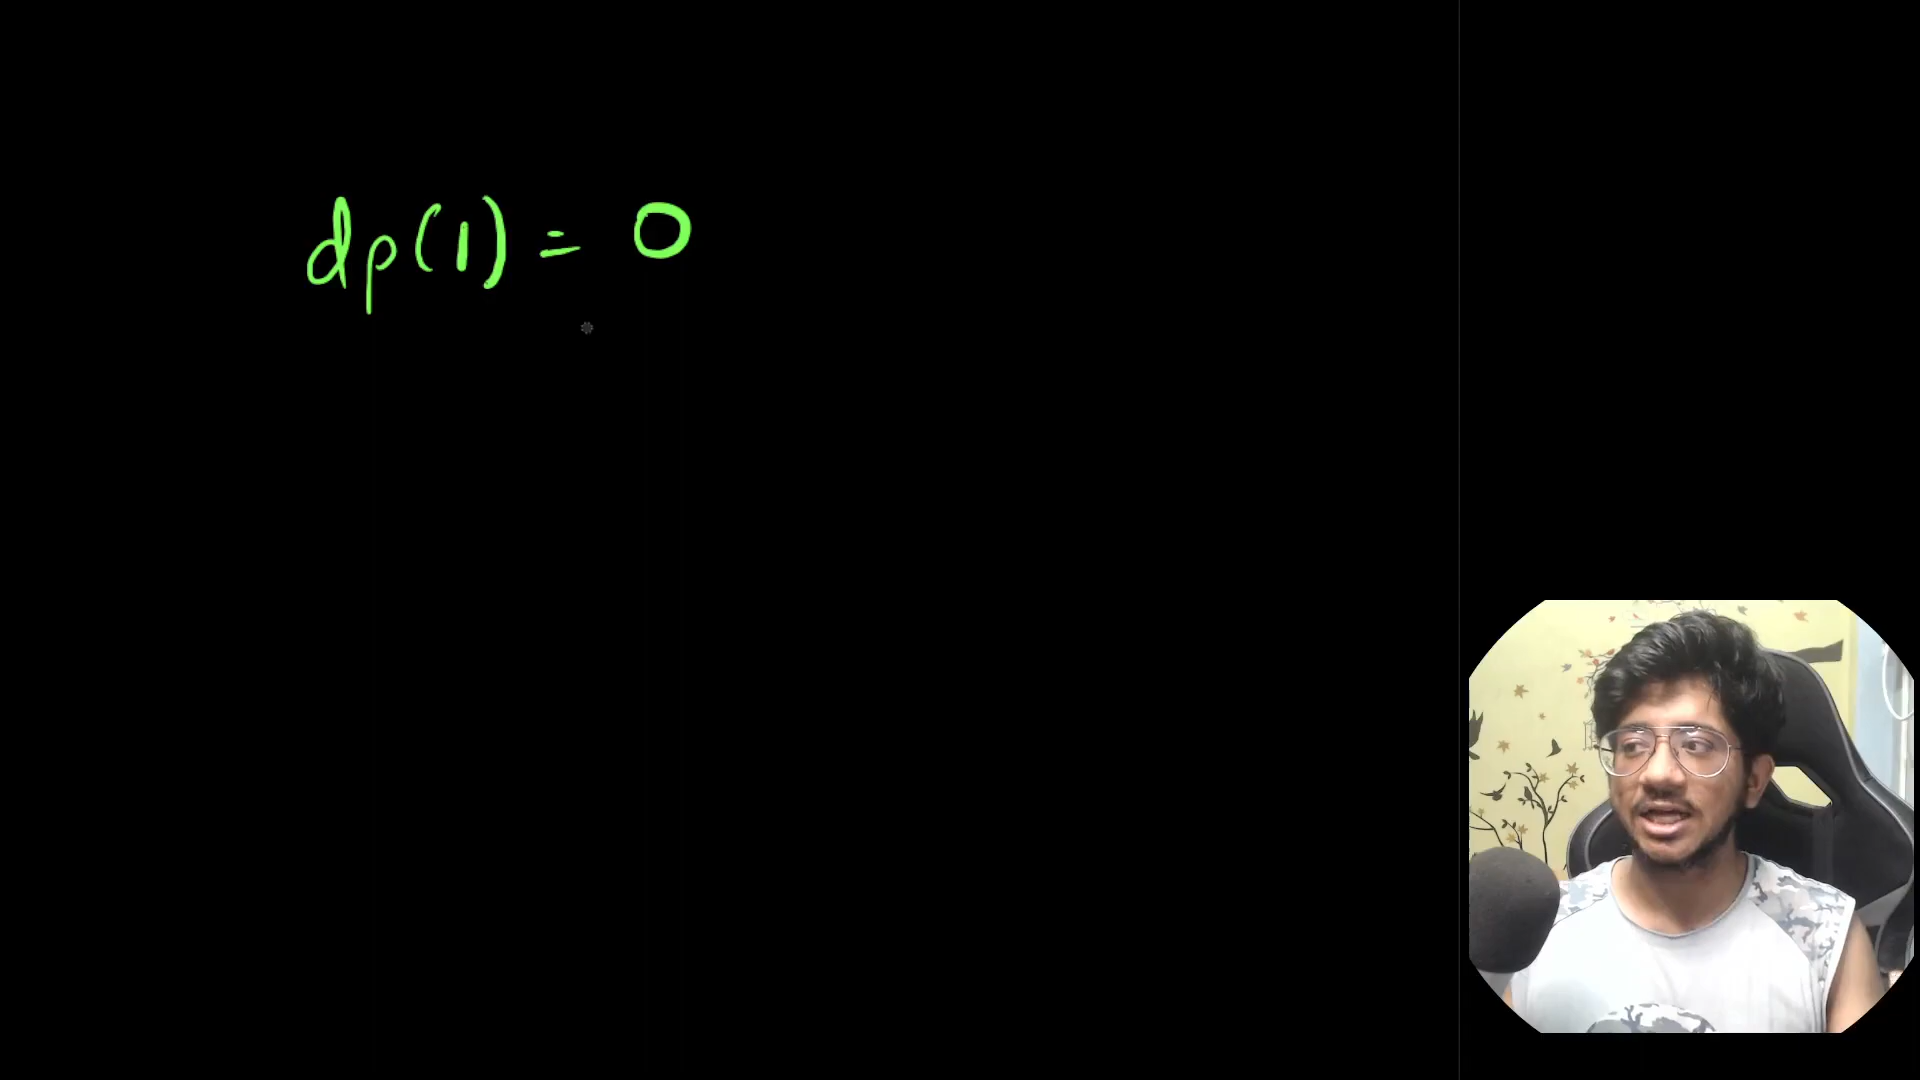 dp(1) = 0